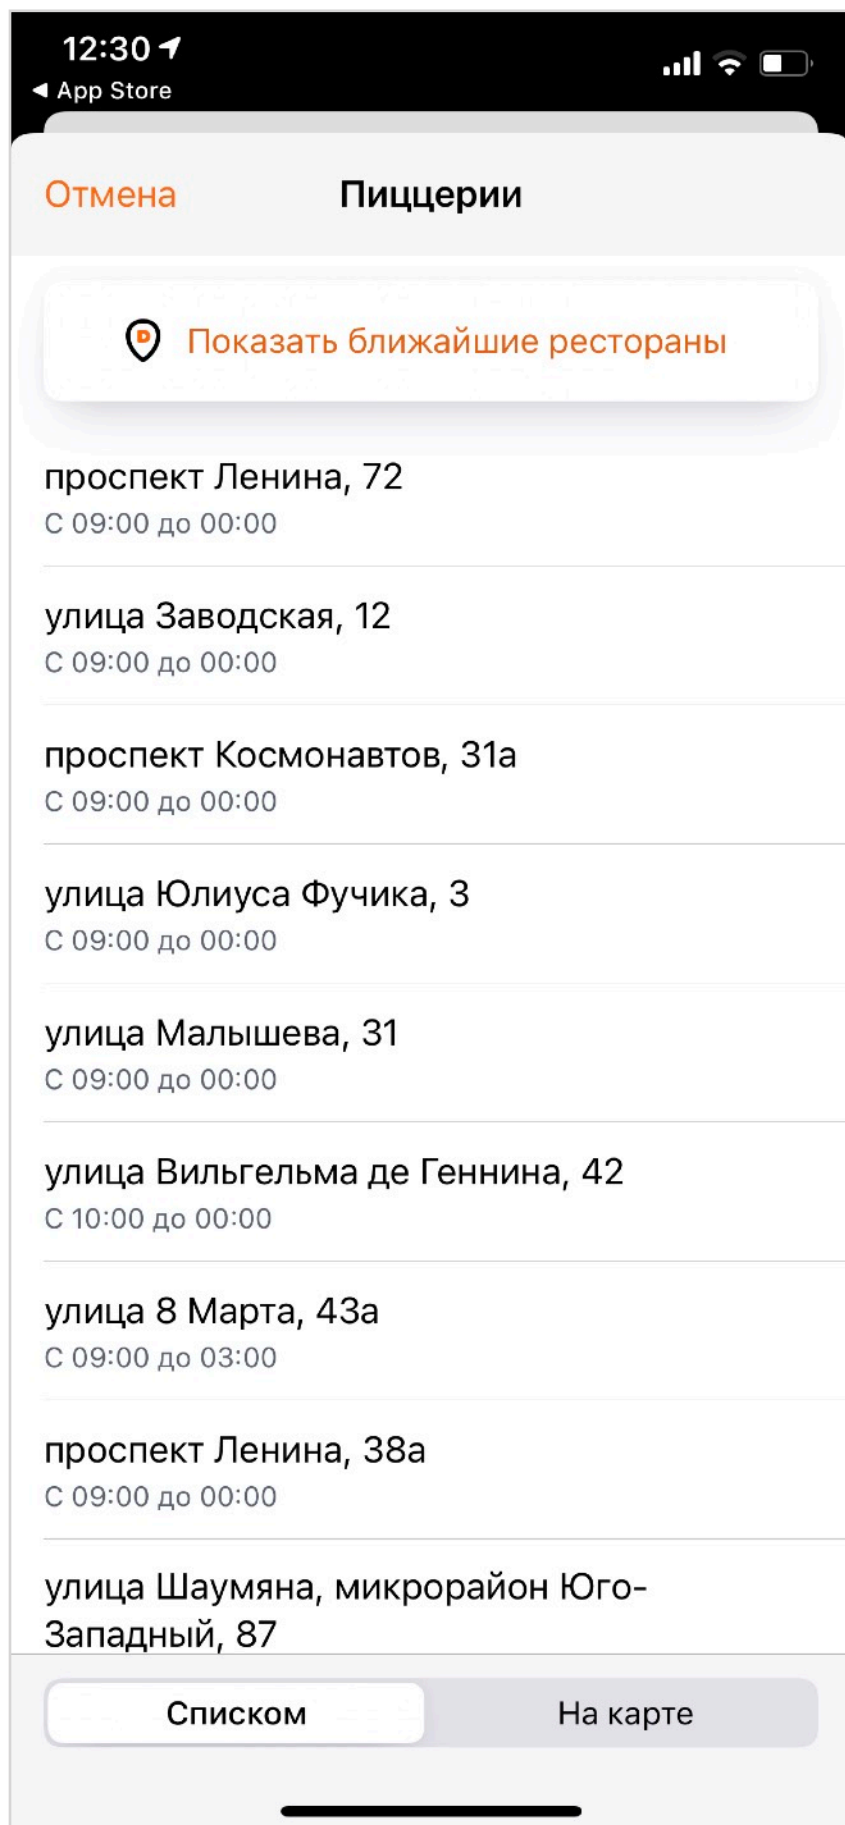 12:30
◀ App Store
Отмена
Пиццерии
D
Показать ближайшие рестораны
проспект Ленина, 72
С 09:00 до 00:00
улица Заводская, 12
С 09:00 до 00:00
проспект Космонавтов, 31а
С 09:00 до 00:00
улица Юлиуса Фучика, 3
С 09:00 до 00:00
улица Малышева, 31
С 09:00 до 00:00
улица Вильгельма де Геннина, 42
С 10:00 до 00:00
улица 8 Марта, 43а
С 09:00 до 03:00
проспект Ленина, 38а
С 09:00 до 00:00
улица Шаумяна, микрорайон Юго-
Западный, 87
Списком
На карте